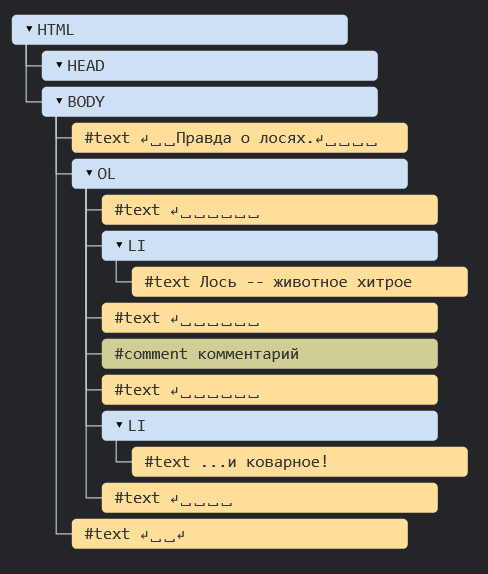 ▾ HTML
▾ HEAD
▾ BODY
#text ↲␣␣Правда о лосях.↲␣␣␣␣
▾ OL
#text ↲␣␣␣␣␣␣
▾ LI
#text Лось -- животное хитрое
#text ↲␣␣␣␣␣␣
#comment комментарий
#text ↲␣␣␣␣␣␣
▾ LI
#text ...и коварное!
#text ↲␣␣␣␣
#text ↲␣␣↲